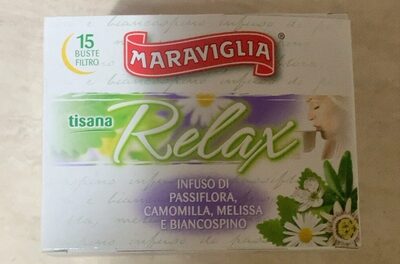 15
BUSTE
FILTRO
MARAVIGLIA
tisana
Relax
INFUSO DI
PASSIFLORA,
CAMOMILLA, MELISSA
E BIANCOSPINO